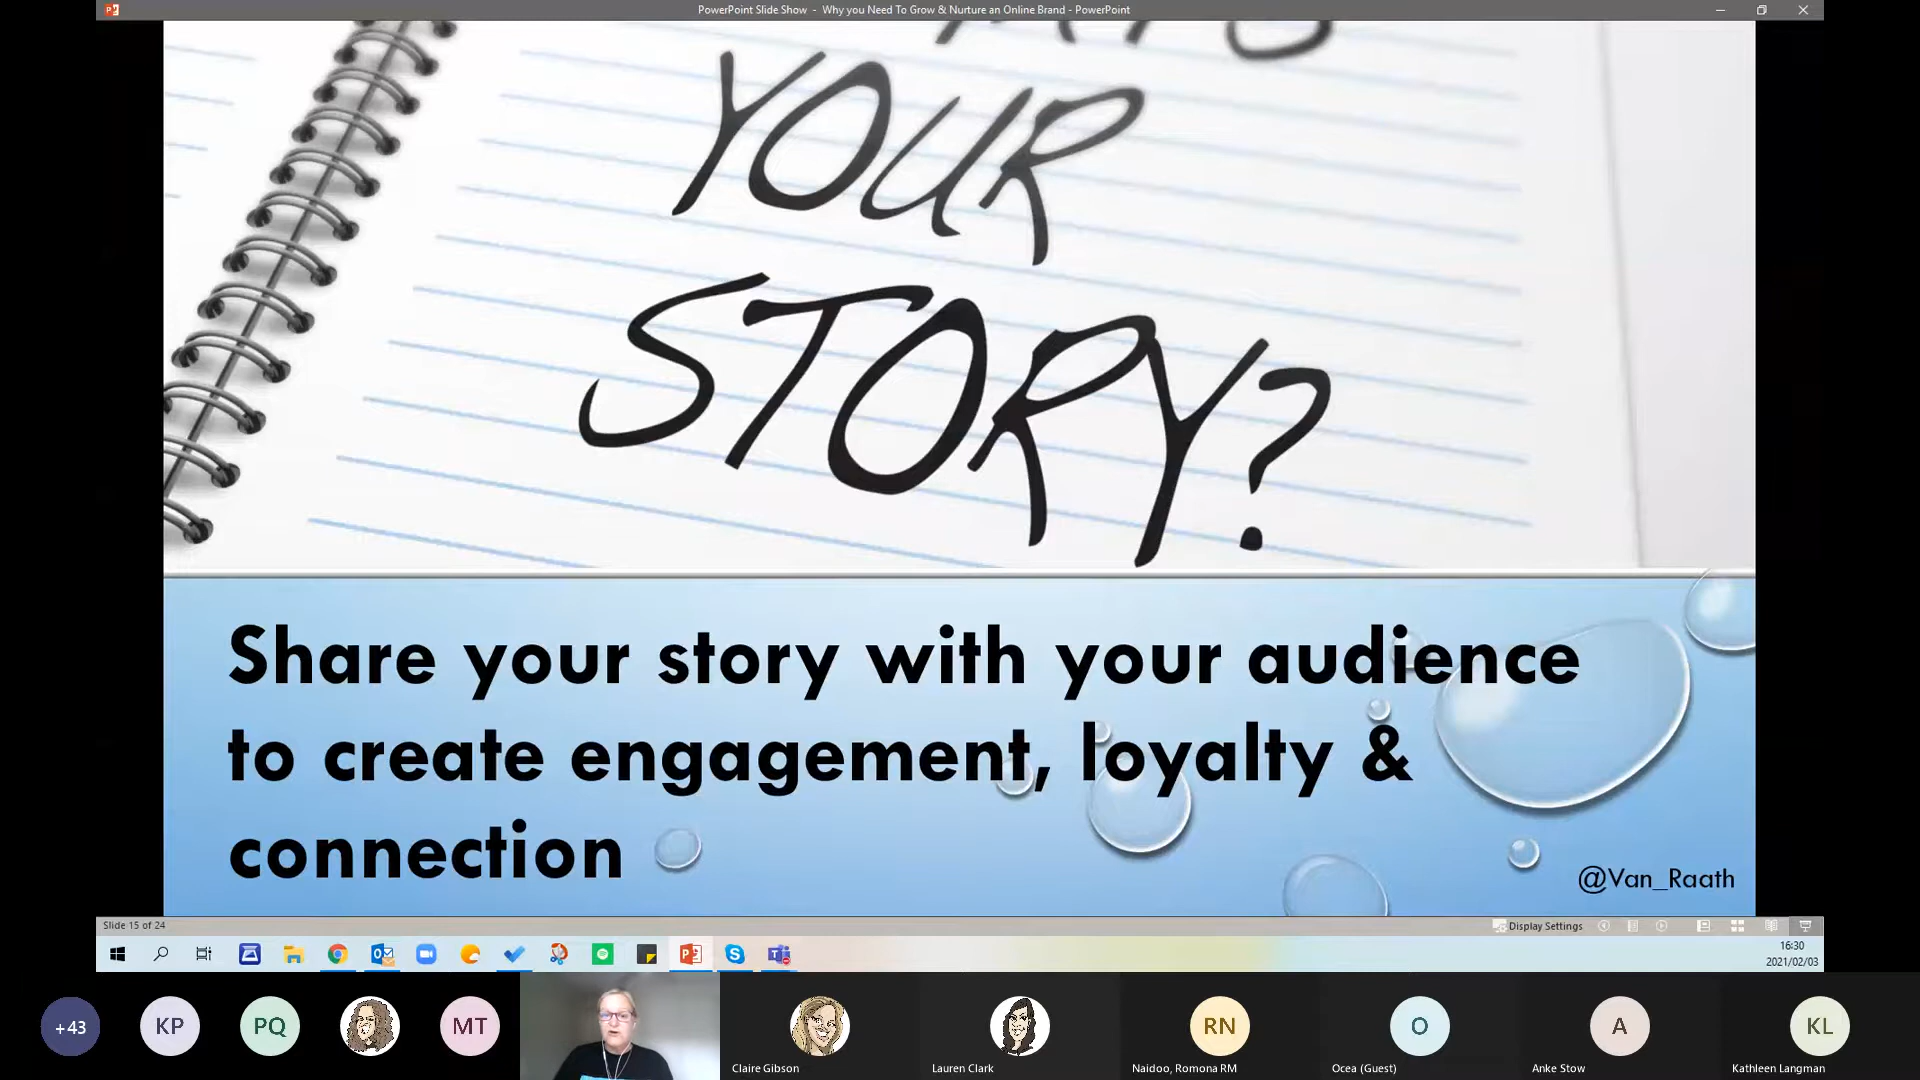 PowerPoint Slide Show - Why you Need To Grow & Nurture an Online Brand - PowerPoint
YOUR
STORY?
Share your story with your audience
to create engagement, loyalty &
connection
@Van_Raath
Slide 15 of 24
Display Settings
16:30
2021/02/03
+43
KP
PQ
MT
RN
O
A
KL
Claire Gibson
Lauren Clark
Naidoo, Romona RM
Ocea (Guest)
Anke Stow
Kathleen Langman